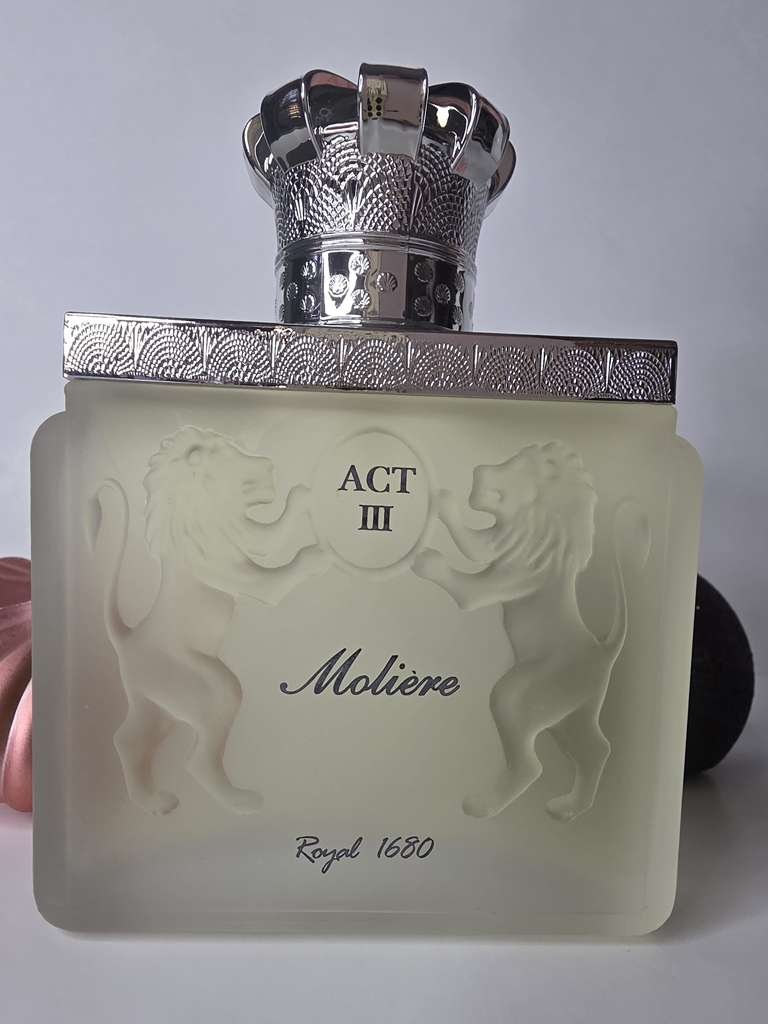 ACT
III
Molière
Royal 1680